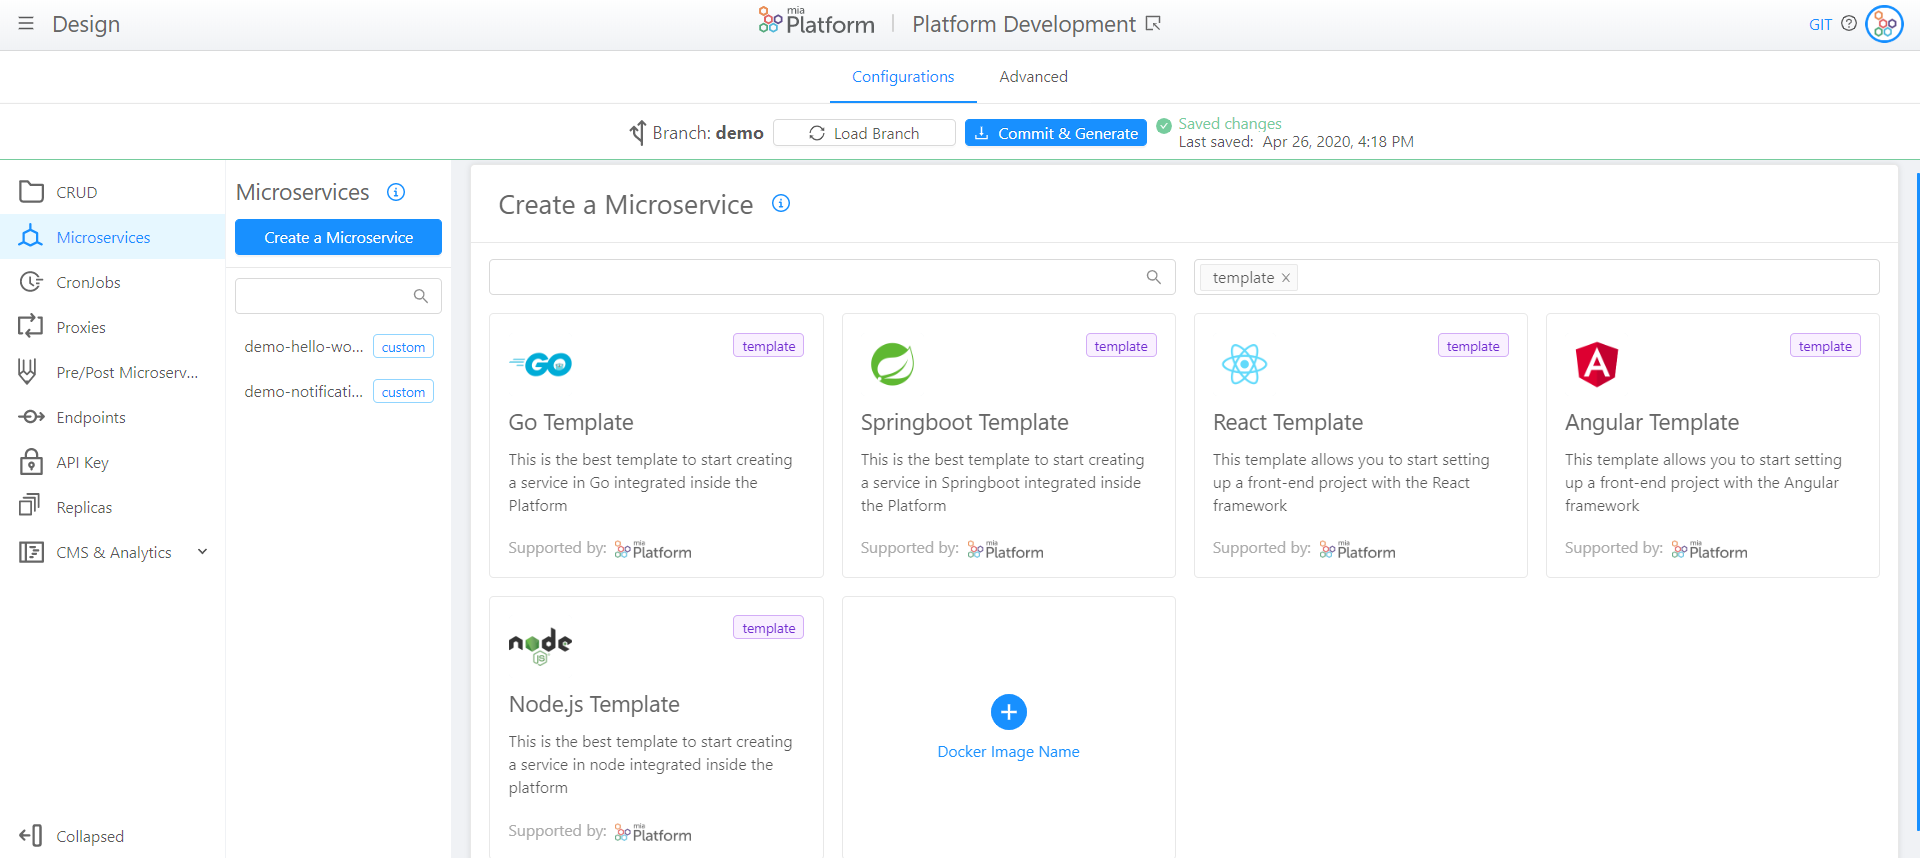 Design
mia
Platform
Platform Development
GIT
Configurations
Advanced
Branch: demo
Load Branch
Commit & Generate
Saved changes
Last saved: Apr 26, 2020, 4:18 PM
CRUD
Microservices
CronJobs
Proxies
Pre/Post Microserv...
Endpoints
API Key
Replicas
CMS & Analytics
Collapsed
Microservices
Create a Microservice
demo-hello-wo... custom
demo-notificati... custom
Create a Microservice
template
template
GO
Go Template
This is the best template to start creating
a service in Go integrated inside the
Platform
Supported by: mia Platform
template
Springboot Template
This is the best template to start creating
a service in Springboot integrated inside
the Platform
Supported by: mia Platform
template
React Template
This template allows you to start setting
up a front-end project with the React
framework
Supported by: mia Platform
template
A
Angular Template
This template allows you to start setting
up a front-end project with the Angular
framework
Supported by: mia Platform
template
node
JS
Node.js Template
This is the best template to start creating
a service in node integrated inside the
platform
Supported by: mia Platform
Docker Image Name